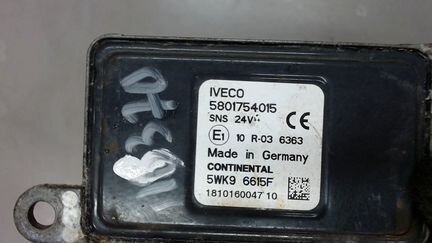 IVECO
5801754015
SNS 24V⎓ CE
E1 10 R-03 6363
Made in Germany
CONTINENTAL
5WK9 6615F
1810160047 10